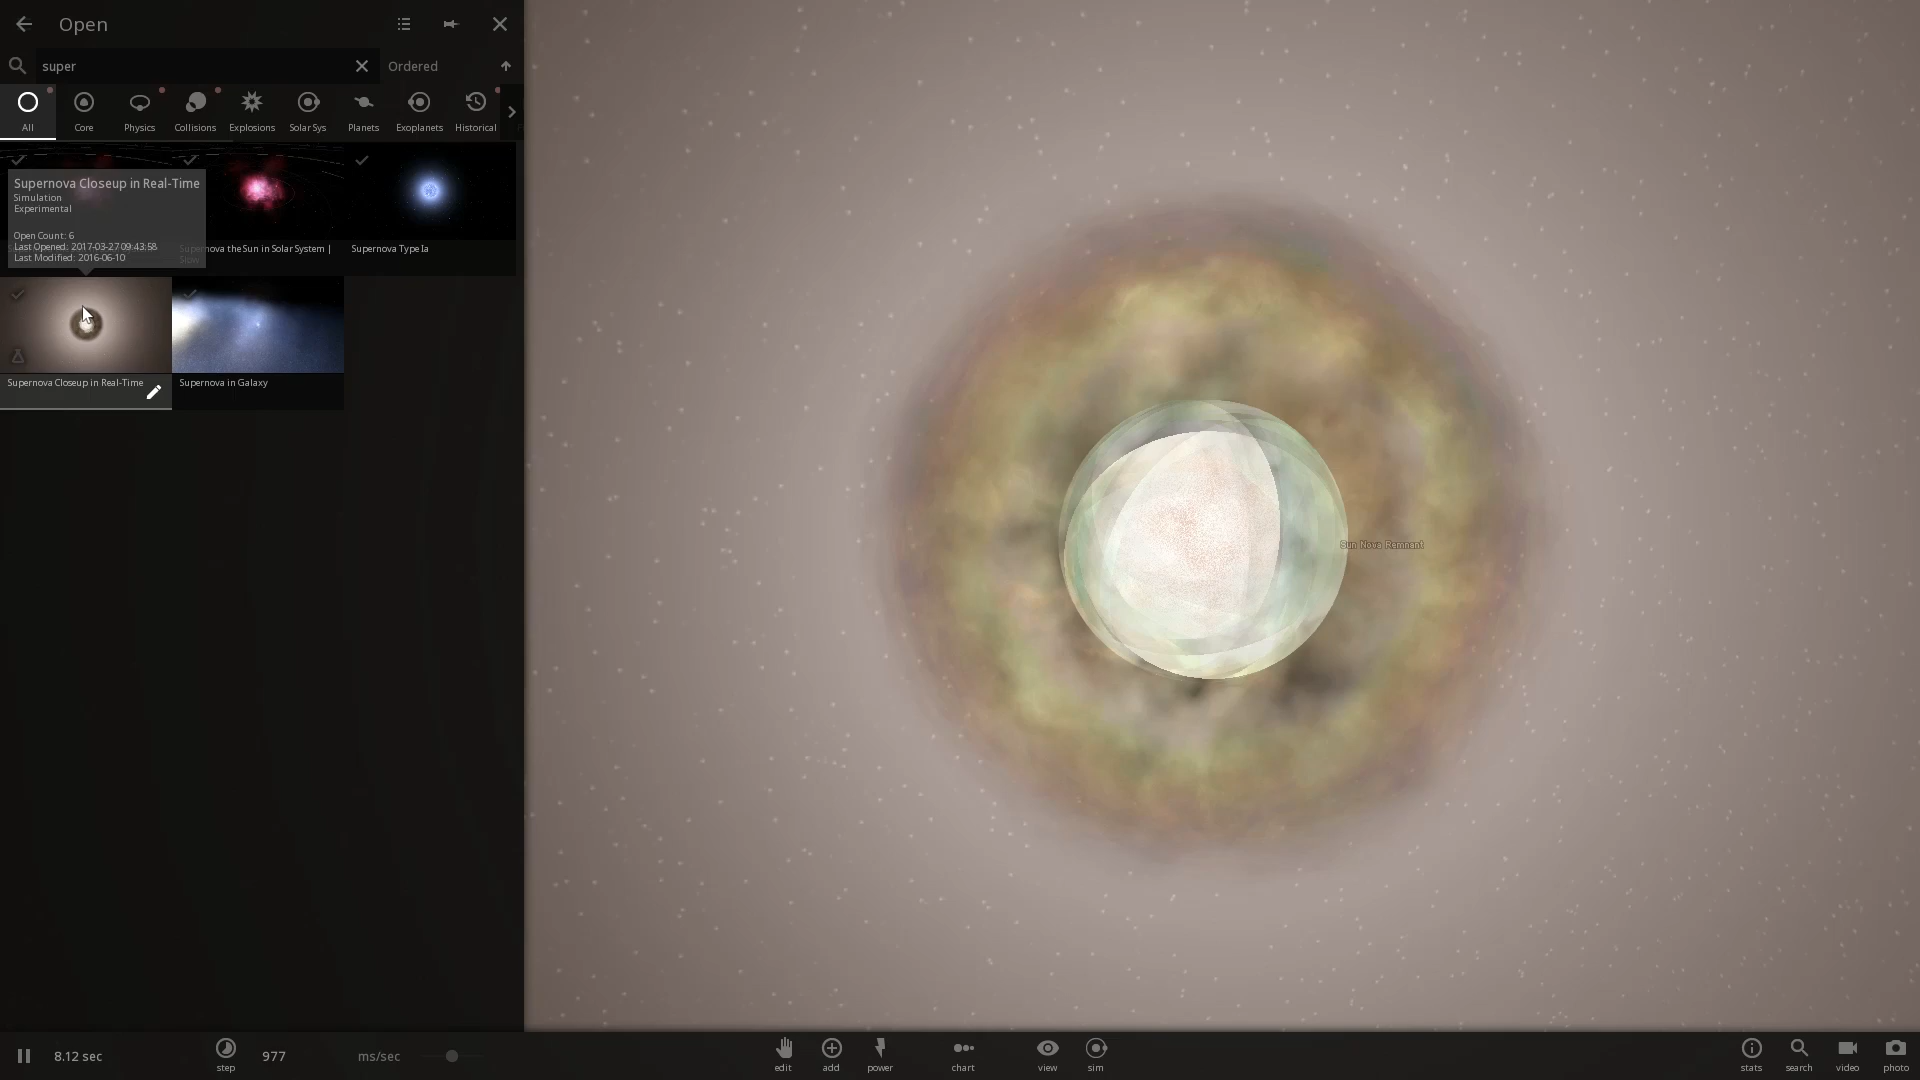 Open
super
Ordered
All
Core
Physics
Collisions
Explosions
Solar Sys
Planets
Exoplanets
Historical
Supernova Closeup in Real-Time
Simulation
Experimental
Open Count: 6
Last Opened: 2017-03-27 09:43:58
Last Modified: 2016-06-10
nova the Sun in Solar System |
Supernova Type Ia
Supernova Closeup in Real-Time
Supernova in Galaxy
Sun Nova Remnant
8.12 sec
step
977
ms/sec
edit
add
power
chart
view
sim
stats
search
video
photo